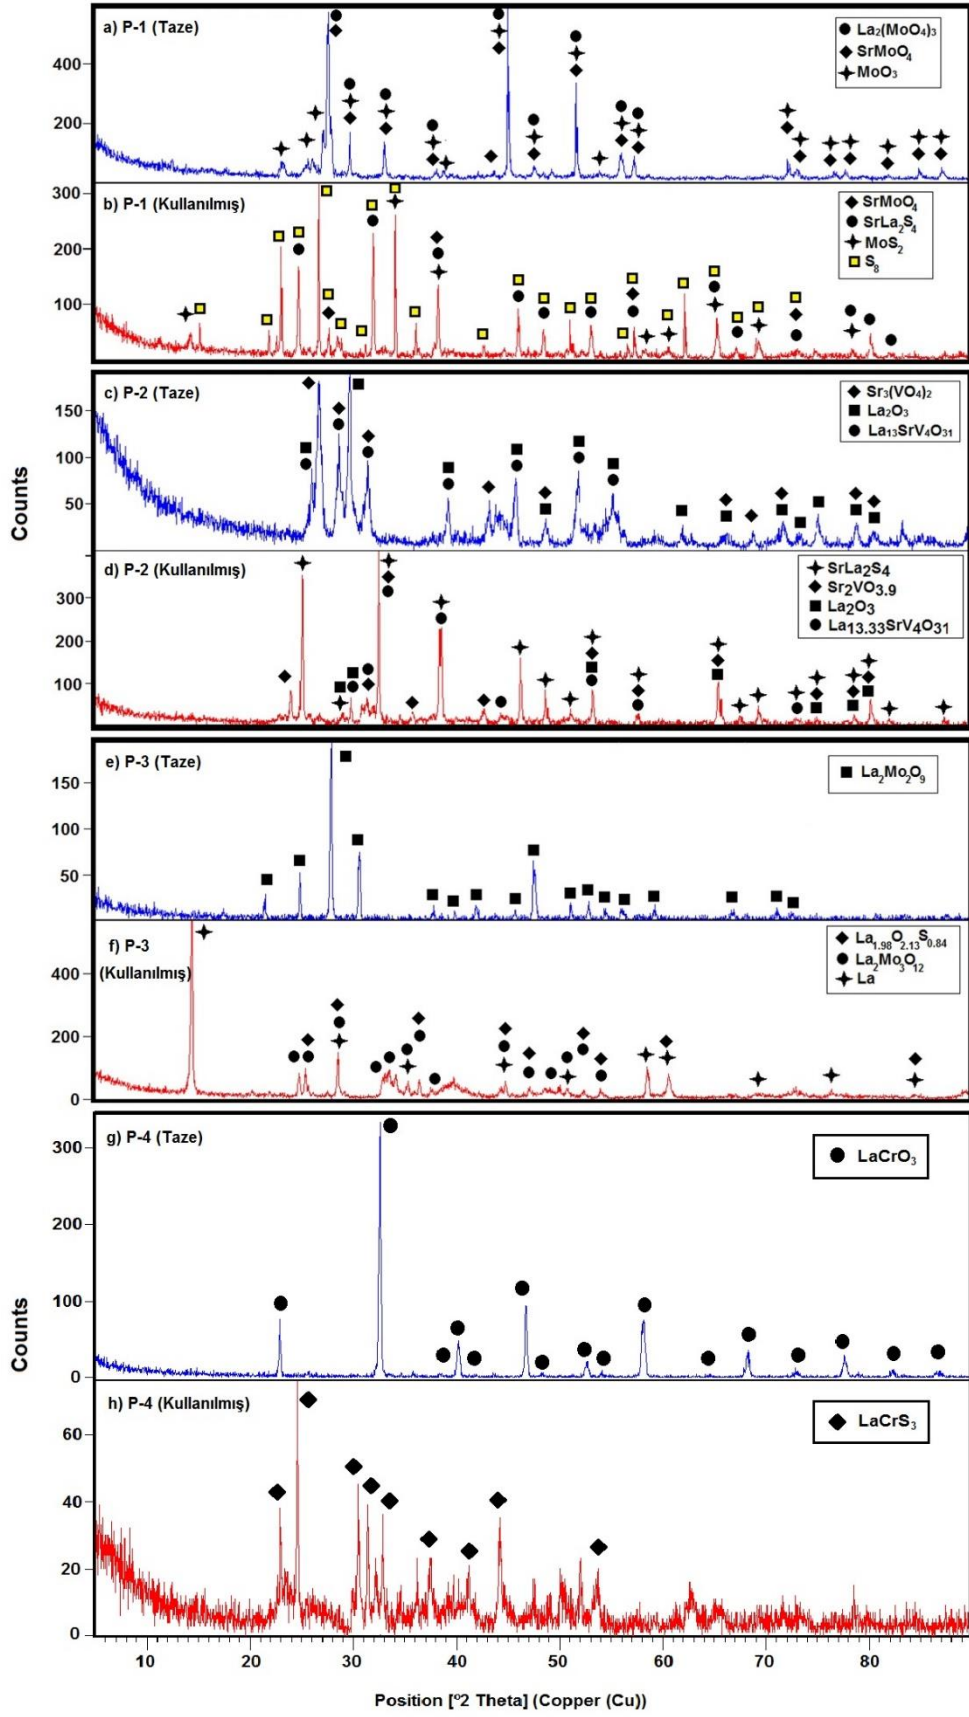 a) P-1 (Taze)
La₂(MoO₄)₃
SrMoO₄
MoO₃
400
200
b) P-1 (Kullanılmış)
SrMoO₄
SrLa₂S₄
MoS₂
S₈
300
200
100
c) P-2 (Taze)
Sr₃(VO₄)₂
La₂O₃
La₁₃SrV₄O₃₁
150
100
50
Counts
d) P-2 (Kullanılmış)
SrLa₂S₄
Sr₂VO₃.₉
La₂O₃
La₁₃.₃₃SrV₄O₃₁
300
200
100
e) P-3 (Taze)
La₂Mo₂O₉
150
100
50
f) P-3
(Kullanılmış)
La₁.₉₈O₂.₁₃S₀.₈₄
La₂Mo₃O₁₂
La
400
200
0
g) P-4 (Taze)
LaCrO₃
300
200
100
0
Counts
h) P-4 (Kullanılmış)
LaCrS₃
60
40
20
0
10 20 30 40 50 60 70 80
Position [°2 Theta] (Copper (Cu))